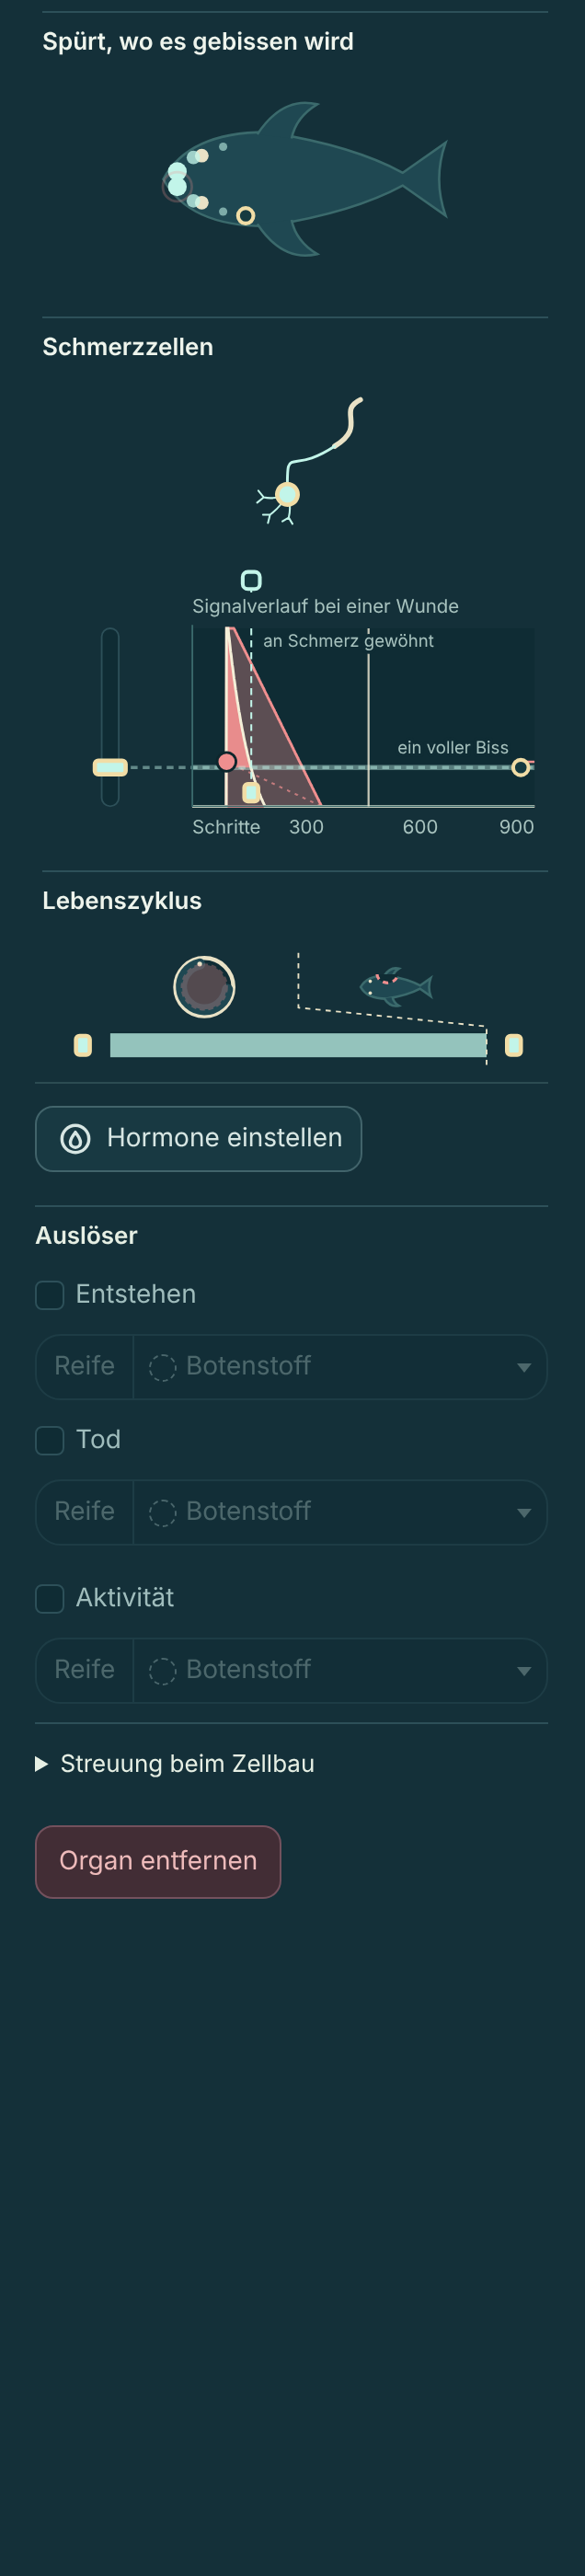 Spürt, wo es gebissen wird
Schmerzzellen
Signalverlauf bei einer Wunde
an Schmerz gewöhnt
ein voller Biss
Schritte 300 600 900
Lebenszyklus
Hormone einstellen
Auslöser
Entstehen
Reife Botenstoff
Tod
Reife Botenstoff
Aktivität
Reife Botenstoff
Streuung beim Zellbau
Organ entfernen